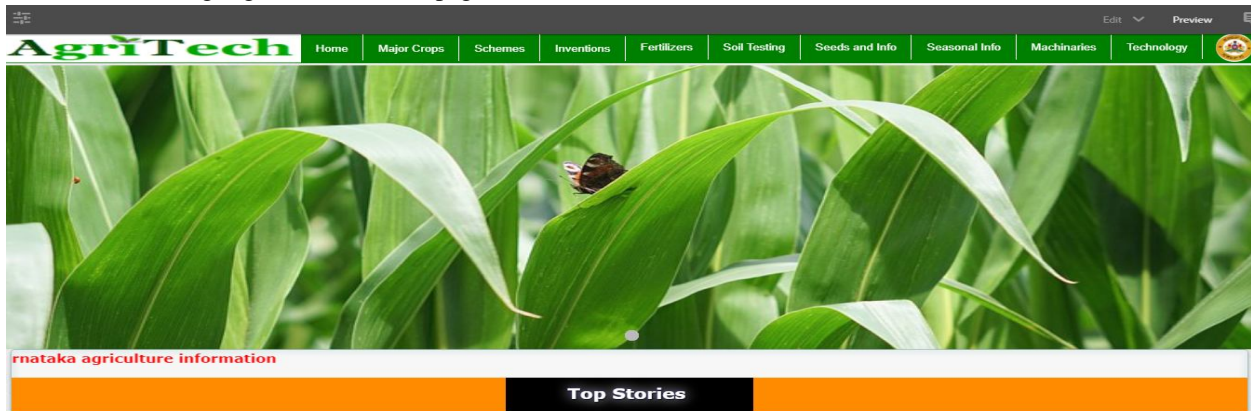 Edit Preview
AgriTech Home Major Crops Schemes Inventions Fertilizers Soil Testing Seeds and Info Seasonal Info Machinaries Technology
rnataka agriculture information
Top Stories